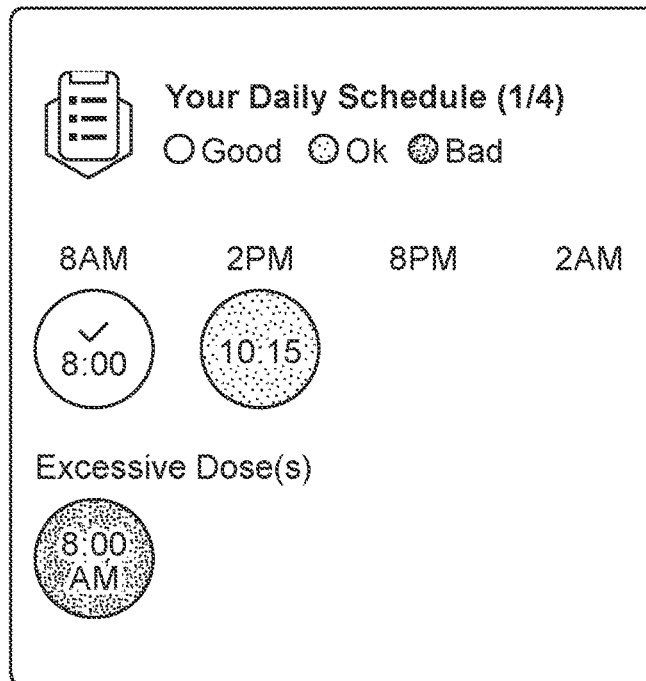 Your Daily Schedule (1/4)
Good Ok Bad
8AM 2PM 8PM 2AM
8:00 10:15
Excessive Dose(s)
8:00
AM